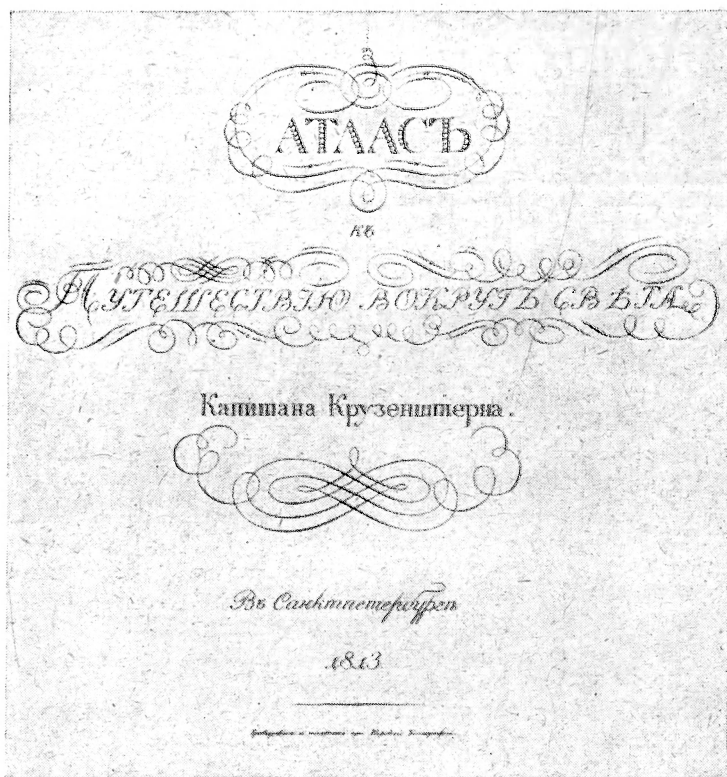 АТЛАСЪ
КЪ
ПУТЕШЕСТВІЮ ВОКРУГЪ СВѢТА
Капитана Крузенштерна.
Въ Санктпетербургѣ
1813